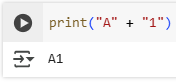 print("A" + "1")
A1